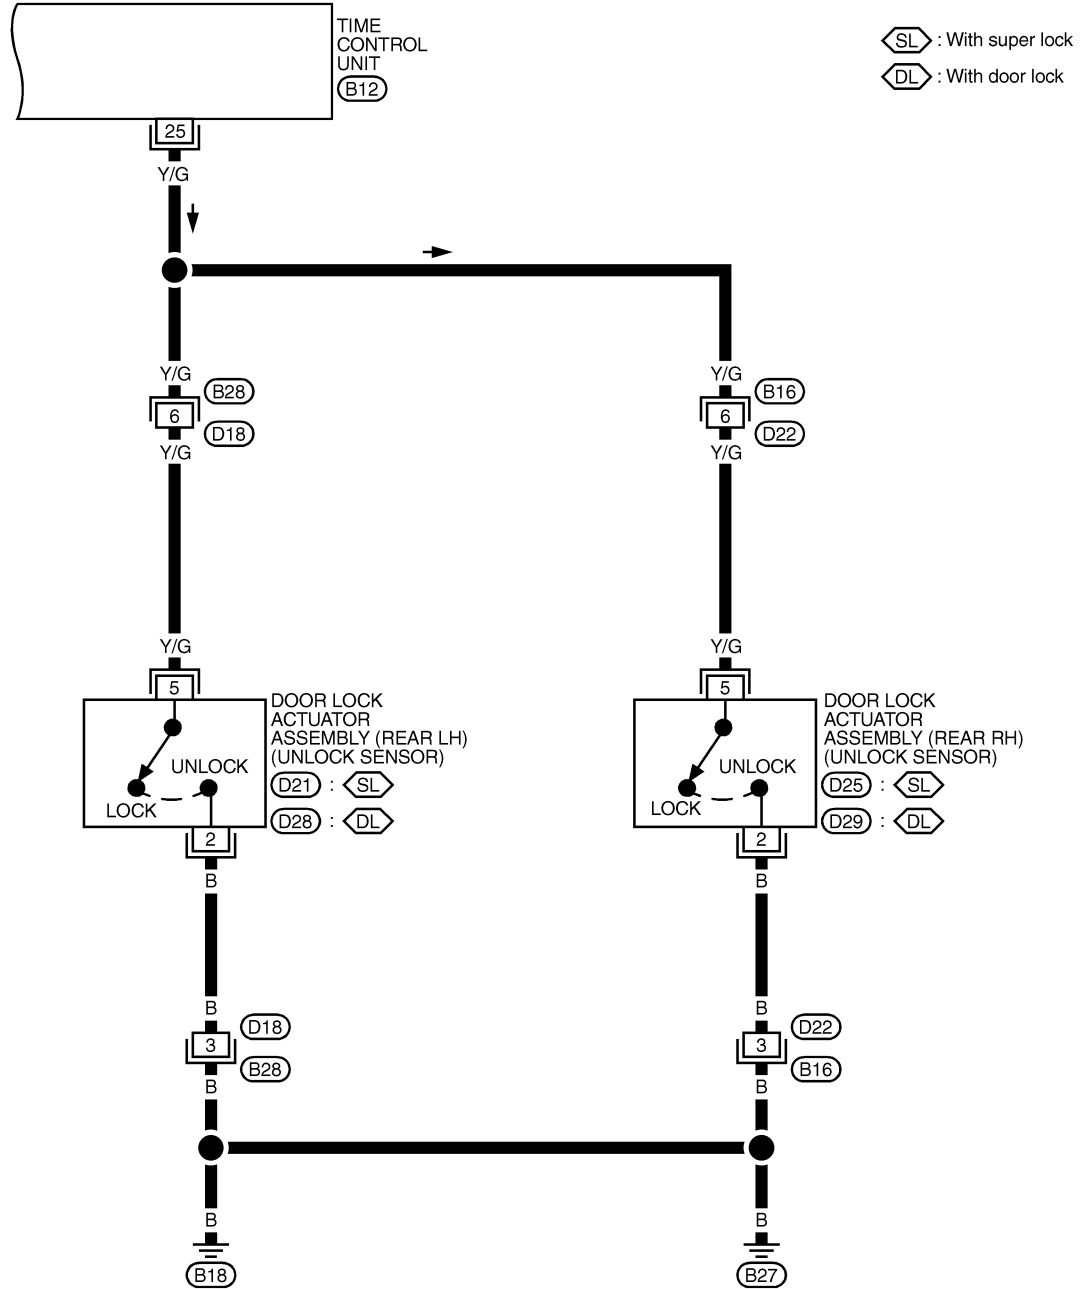 TIME
CONTROL
UNIT
B12
SL : With super lock
DL : With door lock
25
Y/G
Y/G
B28
6
D18
Y/G
Y/G
B16
6
D22
Y/G
Y/G
5
DOOR LOCK
ACTUATOR
ASSEMBLY (REAR LH)
(UNLOCK SENSOR)
UNLOCK
LOCK
D21 : SL
D28 : DL
2
B
Y/G
5
DOOR LOCK
ACTUATOR
ASSEMBLY (REAR RH)
(UNLOCK SENSOR)
UNLOCK
LOCK
D25 : SL
D29 : DL
2
B
B
D18
3
B28
B
B
D22
3
B16
B
B
B18
B
B27